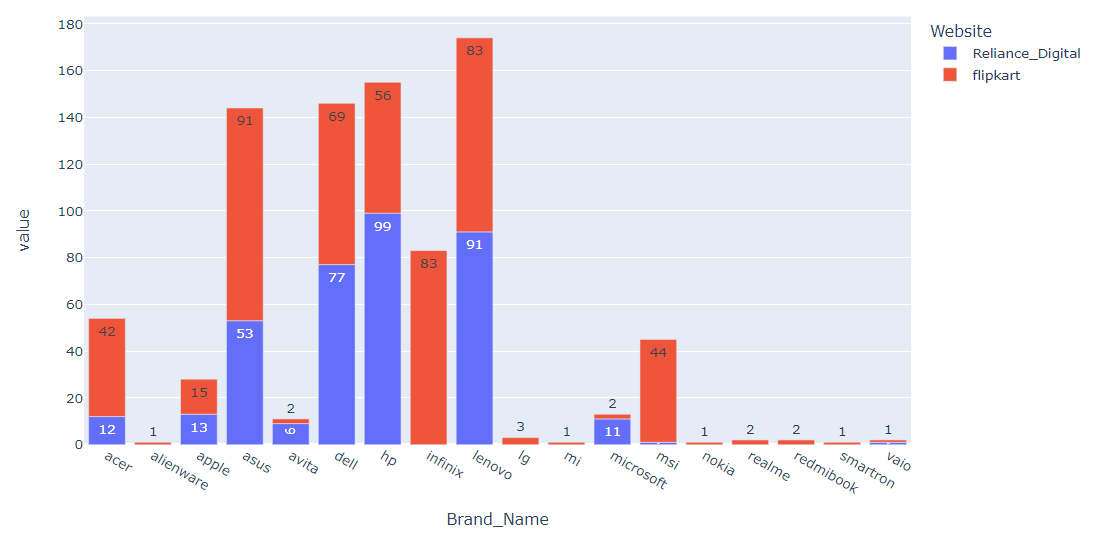 Website
Reliance_Digital
flipkart
value
180
160
140
120
100
80
60
40
20
0
42
12
1
15
13
91
53
2
9
69
77
56
99
83
83
91
3
1
2
11
44
1
2
2
1
1
acer
alienware
apple
asus
avita
dell
hp
infinix
lenovo
lg
mi
microsoft
msi
nokia
realme
redmibook
smartron
vaio
Brand_Name